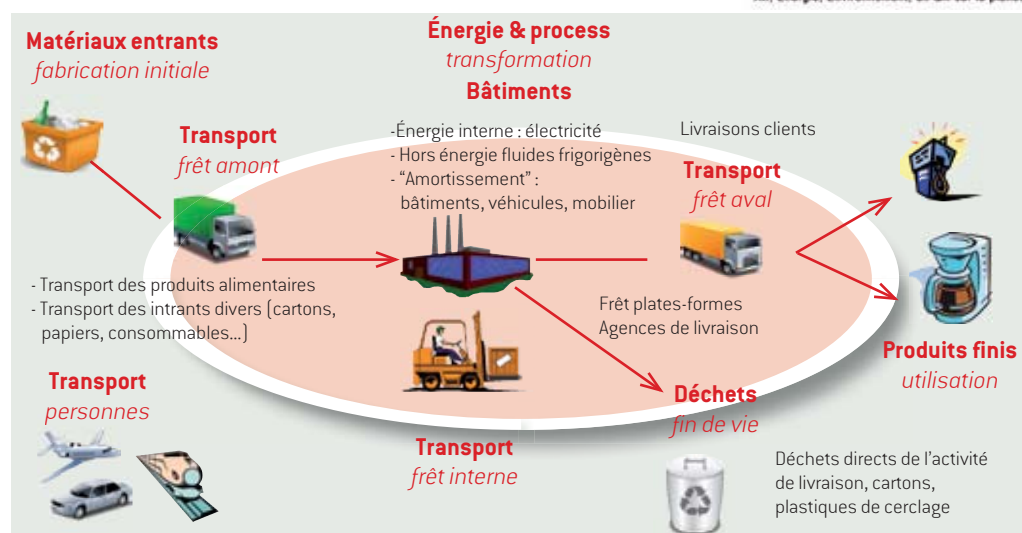 Matériaux entrants
fabrication initiale
Énergie & process
transformation
Bâtiments
-Énergie interne : électricité
- Hors énergie fluides frigorigènes
- "Amortissement" :
bâtiments, véhicules, mobilier
Transport
frêt amont
Livraisons clients
Transport
frêt aval
- Transport des produits alimentaires
- Transport des intrants divers (cartons,
papiers, consommables...)
Frêt plates-formes
Agences de livraison
Produits finis
utilisation
Transport
personnes
Transport
frêt interne
Déchets
fin de vie
Déchets directs de l'activité
de livraison, cartons,
plastiques de cerclage